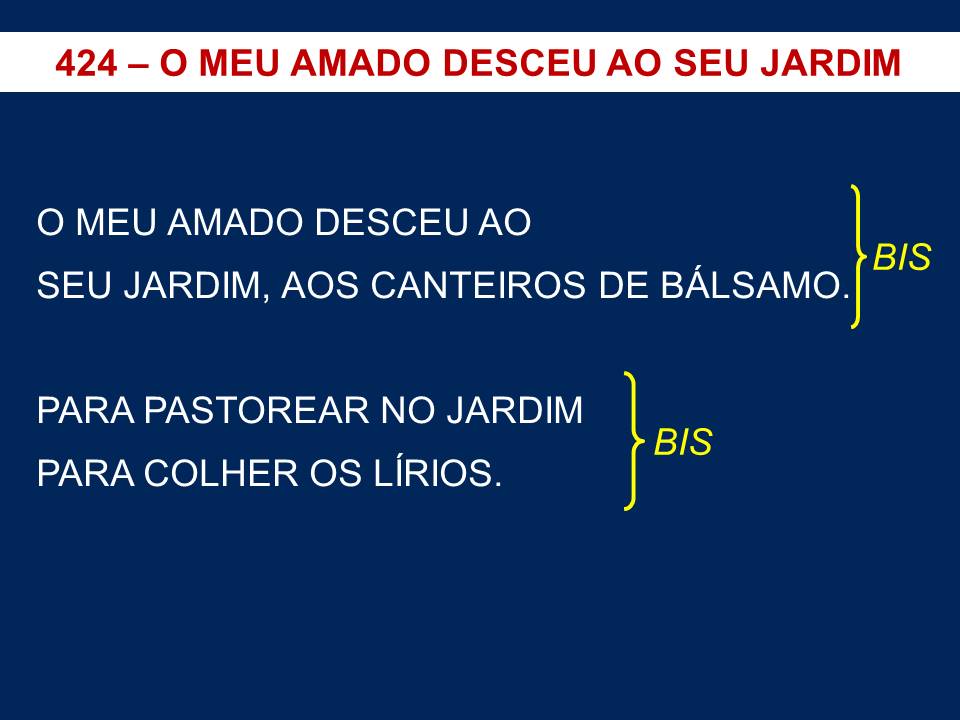 424 – O MEU AMADO DESCEU AO SEU JARDIM
O MEU AMADO DESCEU AO
SEU JARDIM, AOS CANTEIROS DE BÁLSAMO.
BIS
PARA PASTOREAR NO JARDIM
PARA COLHER OS LÍRIOS.
BIS